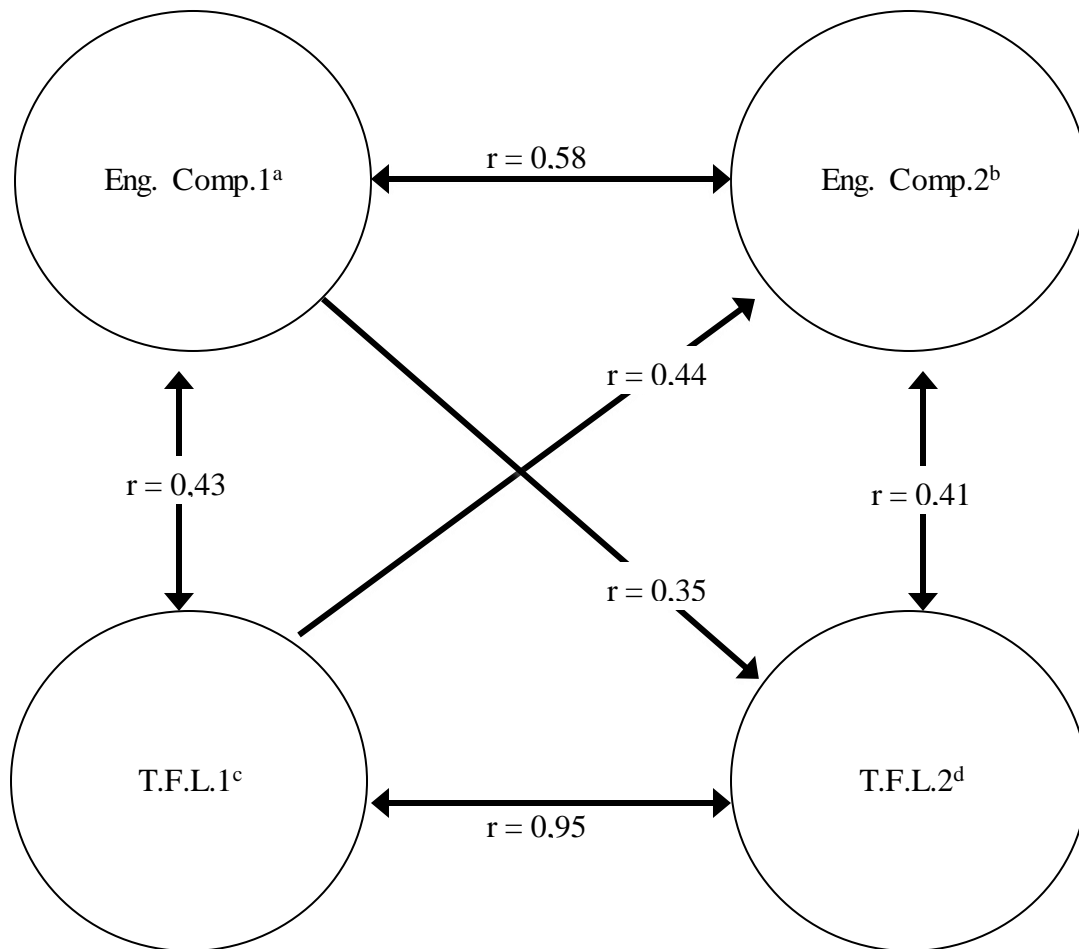 r = 0.58
Eng. Comp.1ᵃ
Eng. Comp.2ᵇ
r = 0.44
r = 0.43
r = 0.41
r = 0.35
T.F.L.1ᶜ
T.F.L.2ᵈ
r = 0.95